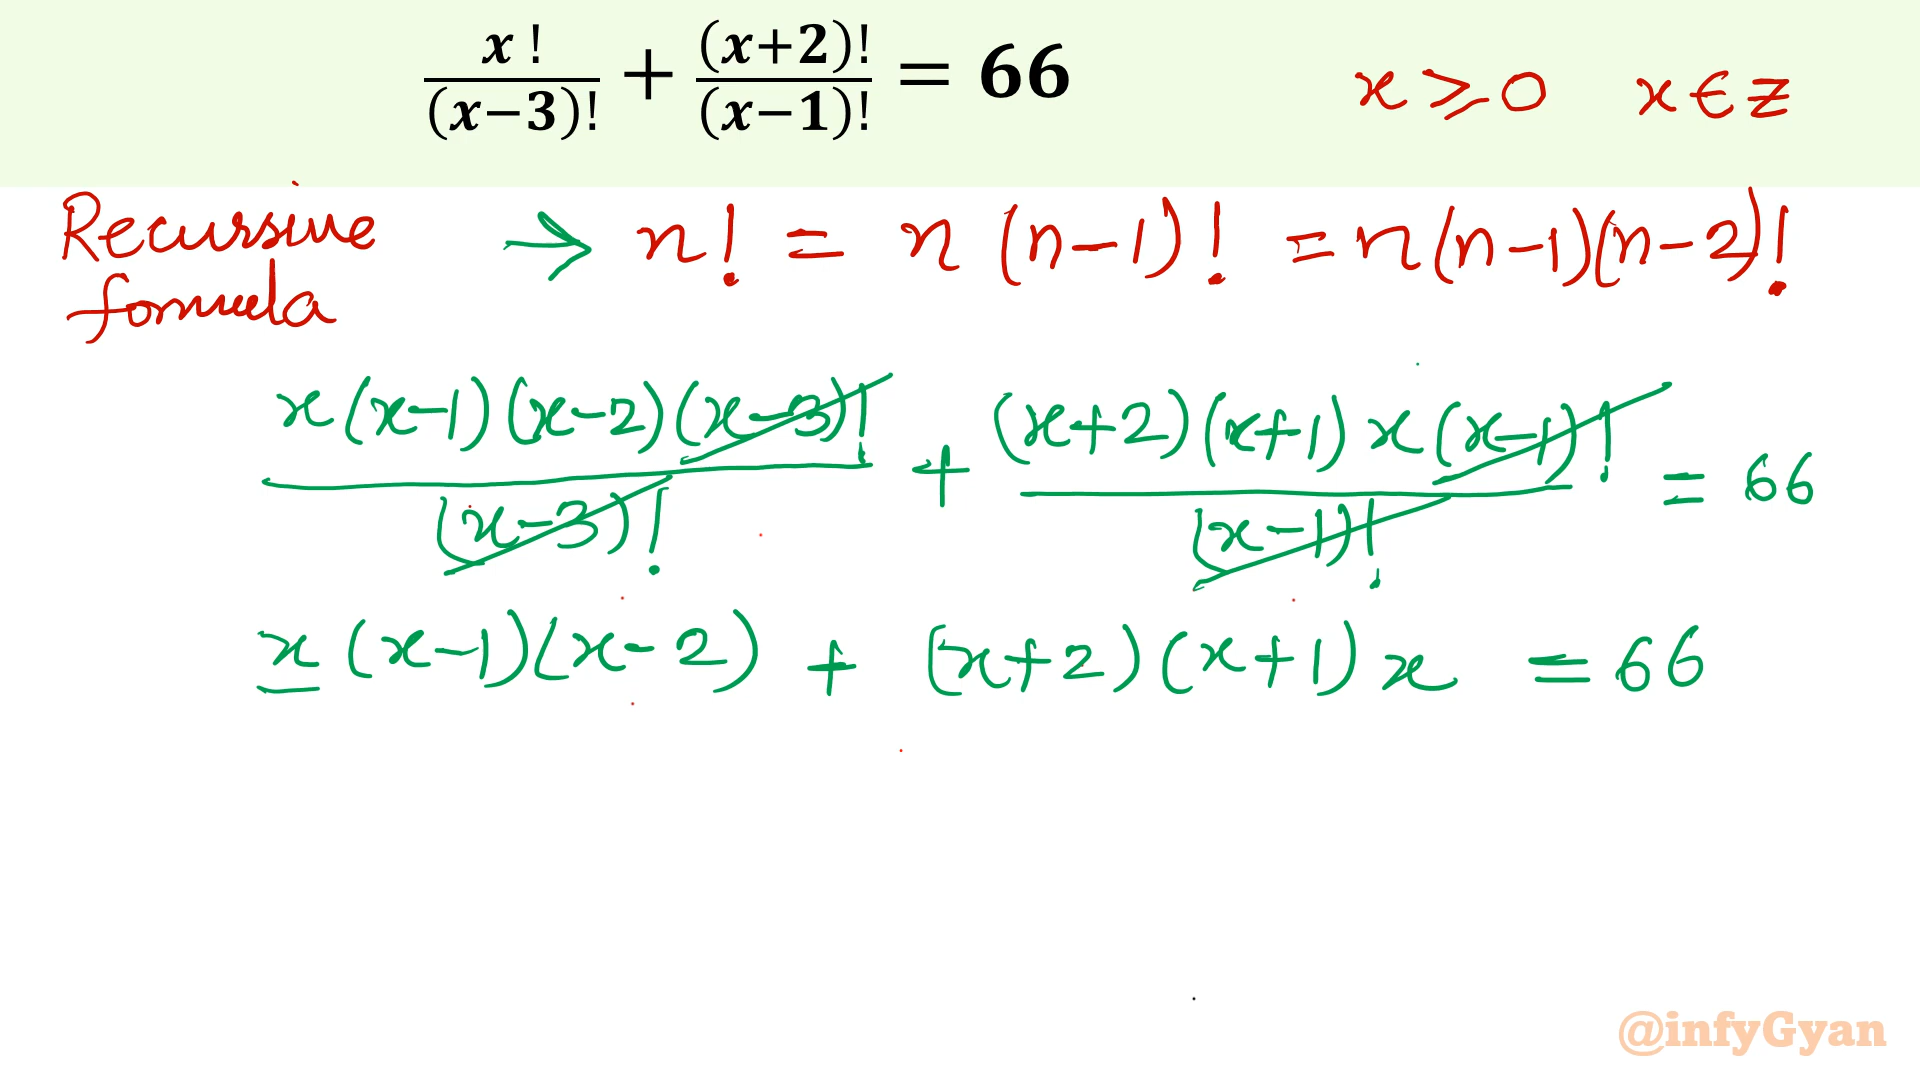 x!/(x−3)! + (x+2)!/(x−1)! = 66 x ⩾ 0 x ∈ Z
Recursive formula → n! = n (n−1)! = n(n−1)(n−2)!
x(x−1)(x−2)(x−3)!/(x−3)! + (x+2)(x+1)x(x−1)!/(x−1)! = 66
x(x−1)(x−2) + (x+2)(x+1)x = 66
@infyGyan